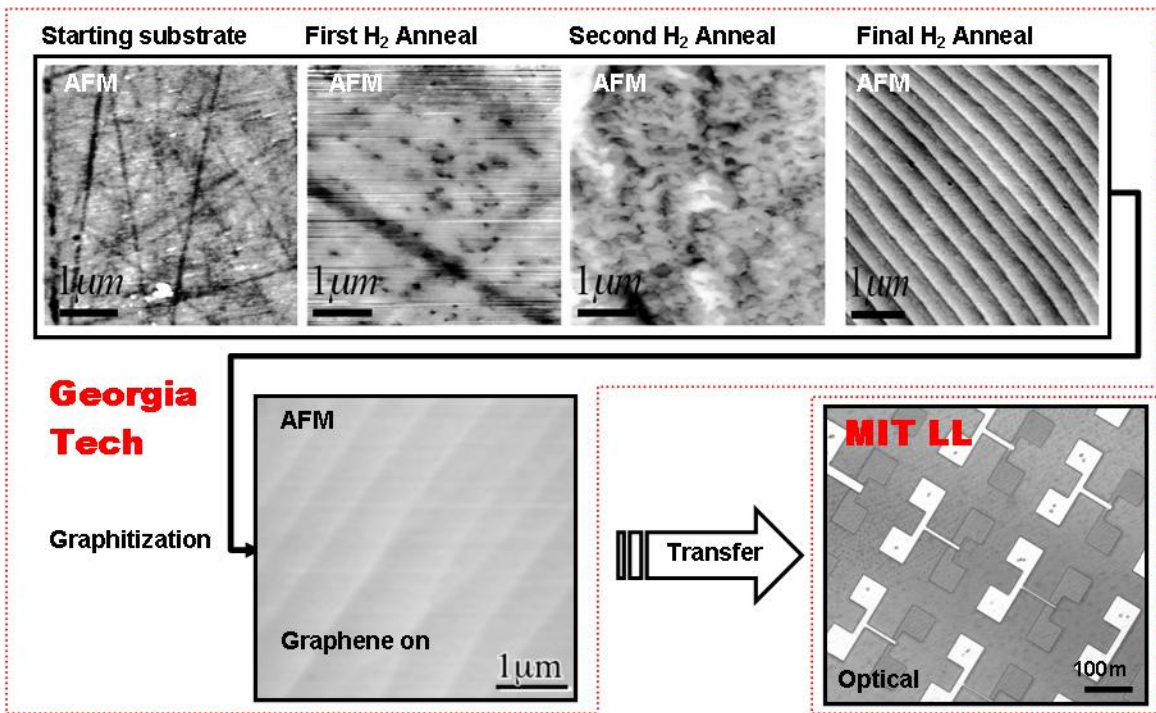 Starting substrate
First H₂ Anneal
Second H₂ Anneal
Final H₂ Anneal
AFM
AFM
AFM
AFM
1μm
1μm
1μm
1μm
Georgia
Tech
Graphitization
AFM
Graphene on
1μm
Transfer
MIT LL
Optical
100m